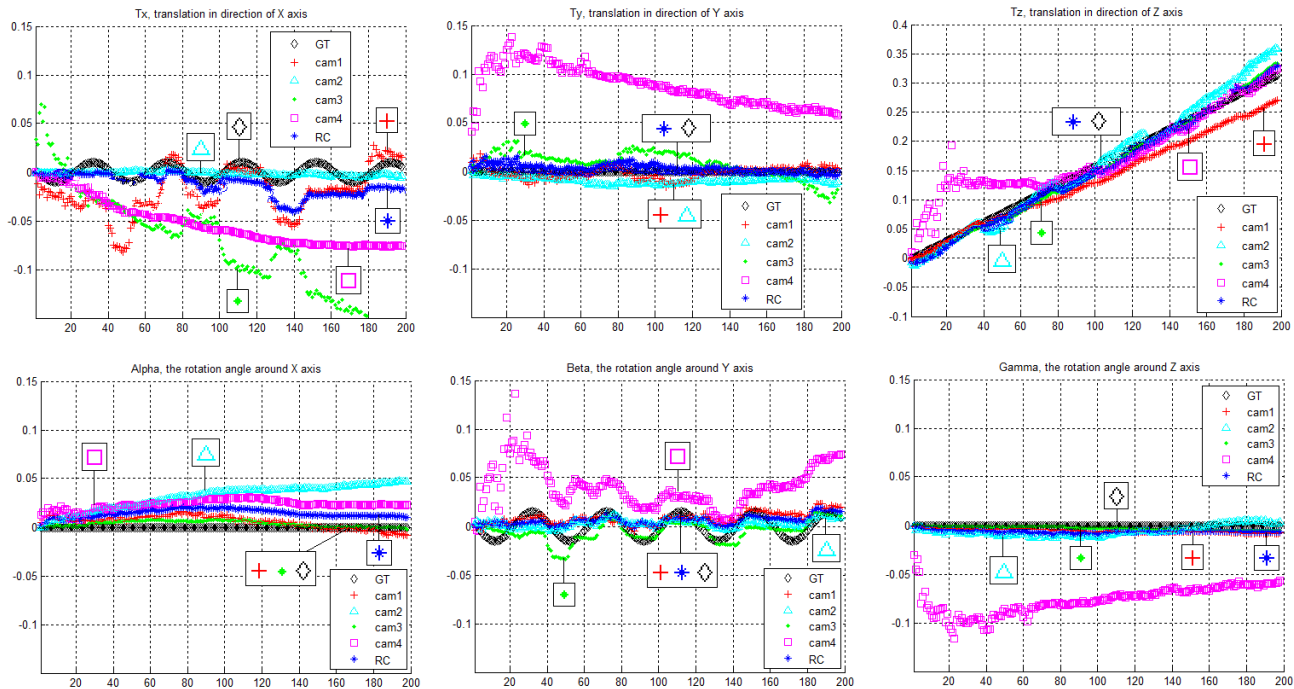 Tx, translation in direction of X axis
0.15
0.1
0.05
0
-0.05
-0.1
20 40 60 80 100 120 140 160 180 200
GT
cam1
cam2
cam3
cam4
RC
Ty, translation in direction of Y axis
0.15
0.1
0.05
0
-0.05
-0.1
20 40 60 80 100 120 140 160 180 200
GT
cam1
cam2
cam3
cam4
RC
Tz, translation in direction of Z axis
0.4
0.35
0.3
0.25
0.2
0.15
0.1
0.05
0
-0.05
-0.1
20 40 60 80 100 120 140 160 180 200
GT
cam1
cam2
cam3
cam4
RC
Alpha, the rotation angle around X axis
0.15
0.1
0.05
0
-0.05
-0.1
20 40 60 80 100 120 140 160 180 200
GT
cam1
cam2
cam3
cam4
RC
Beta, the rotation angle around Y axis
0.15
0.1
0.05
0
-0.05
-0.1
20 40 60 80 100 120 140 160 180 200
GT
cam1
cam2
cam3
cam4
RC
Gamma, the rotation angle around Z axis
0.15
0.1
0.05
0
-0.05
-0.1
20 40 60 80 100 120 140 160 180 200
GT
cam1
cam2
cam3
cam4
RC